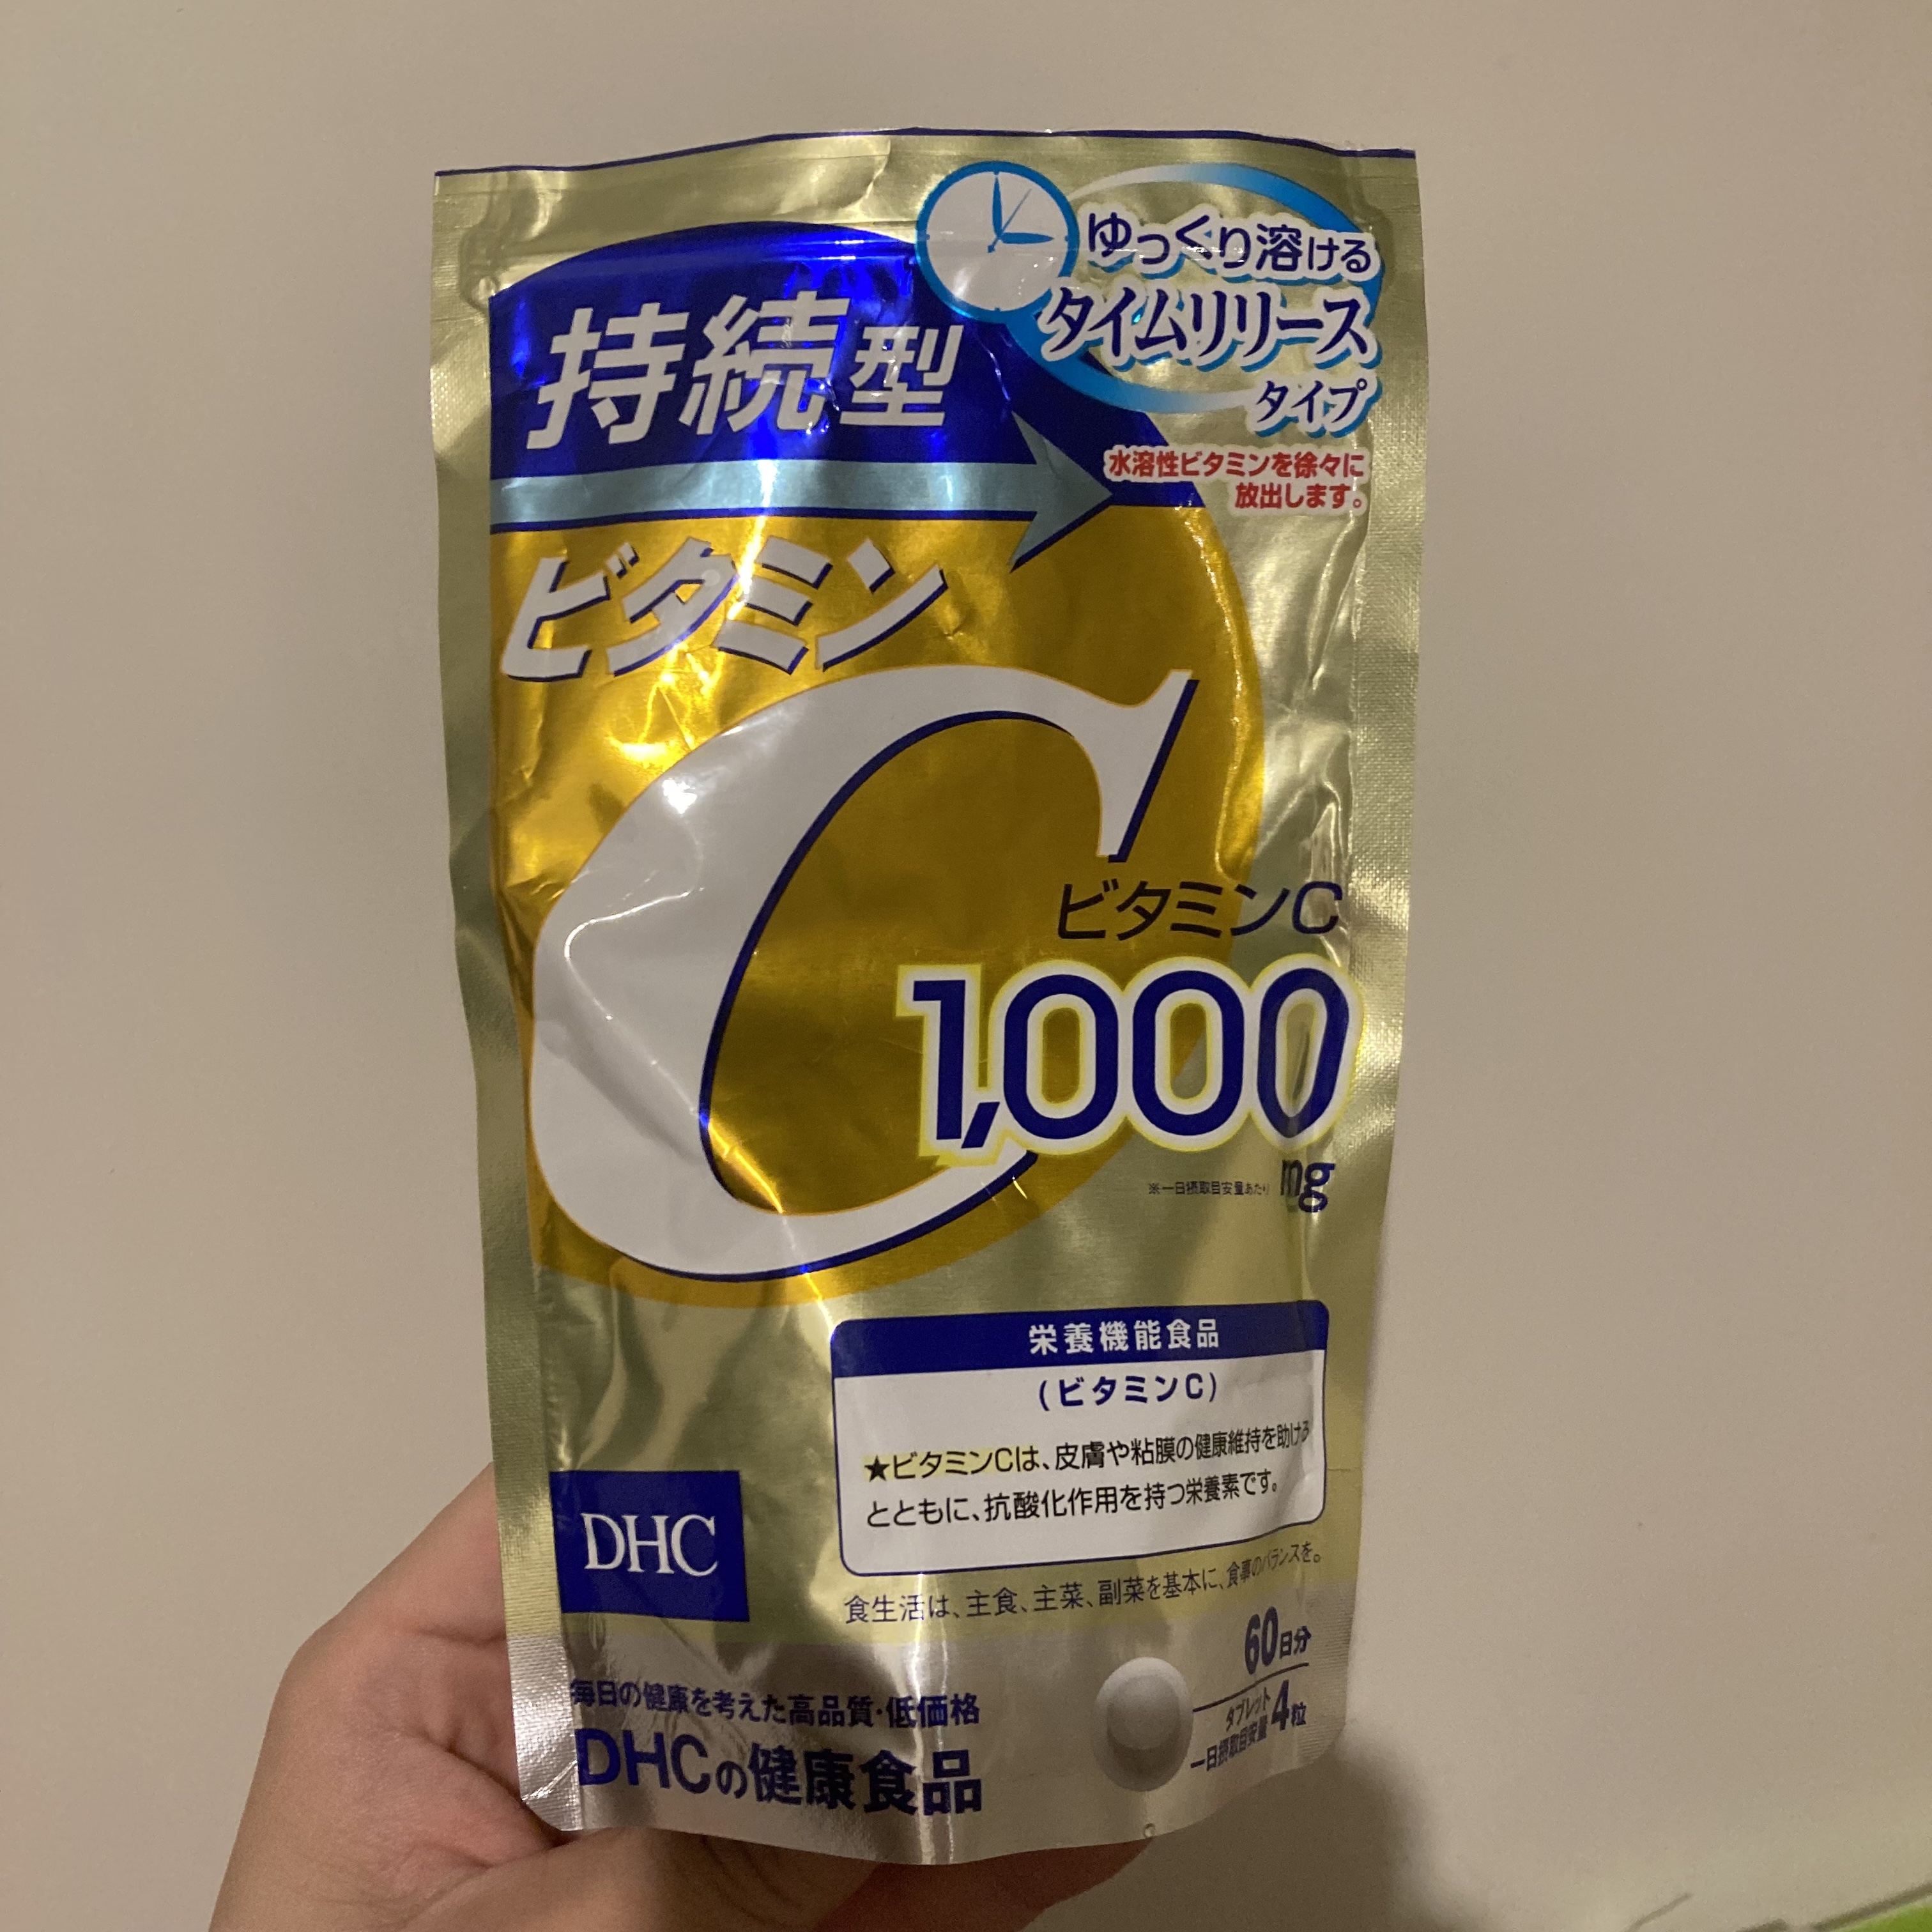 ゆっくり溶ける
タイムリリース
タイプ
水溶性ビタミンを徐々に
放出します。
持続型
ビタミン
C
ビタミンC
1,000
mg
※一日摂取目安量あたり
栄養機能食品
(ビタミンC)
★ビタミンCは、皮膚や粘膜の健康維持を助ける
とともに、抗酸化作用を持つ栄養素です。
DHC
食生活は、主食、主菜、副菜を基本に、食事のバランスを。
60日分
タブレット
一日摂取目安量4粒
毎日の健康を考えた高品質・低価格
DHCの健康食品